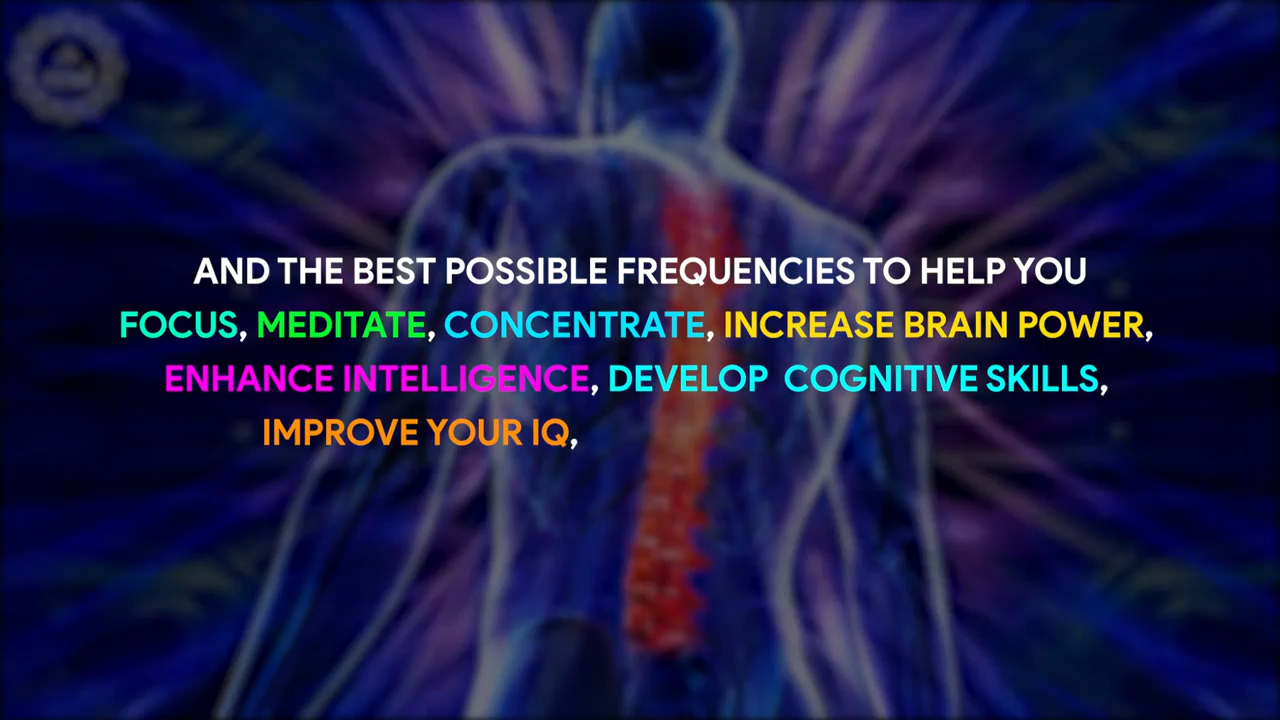 AND THE BEST POSSIBLE FREQUENCIES TO HELP YOU
FOCUS, MEDITATE, CONCENTRATE, INCREASE BRAIN POWER,
ENHANCE INTELLIGENCE, DEVELOP COGNITIVE SKILLS,
IMPROVE YOUR IQ,